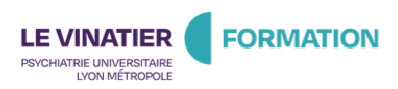 LE VINATIER FORMATION
PSYCHIATRIE UNIVERSITAIRE
LYON MÉTROPOLE